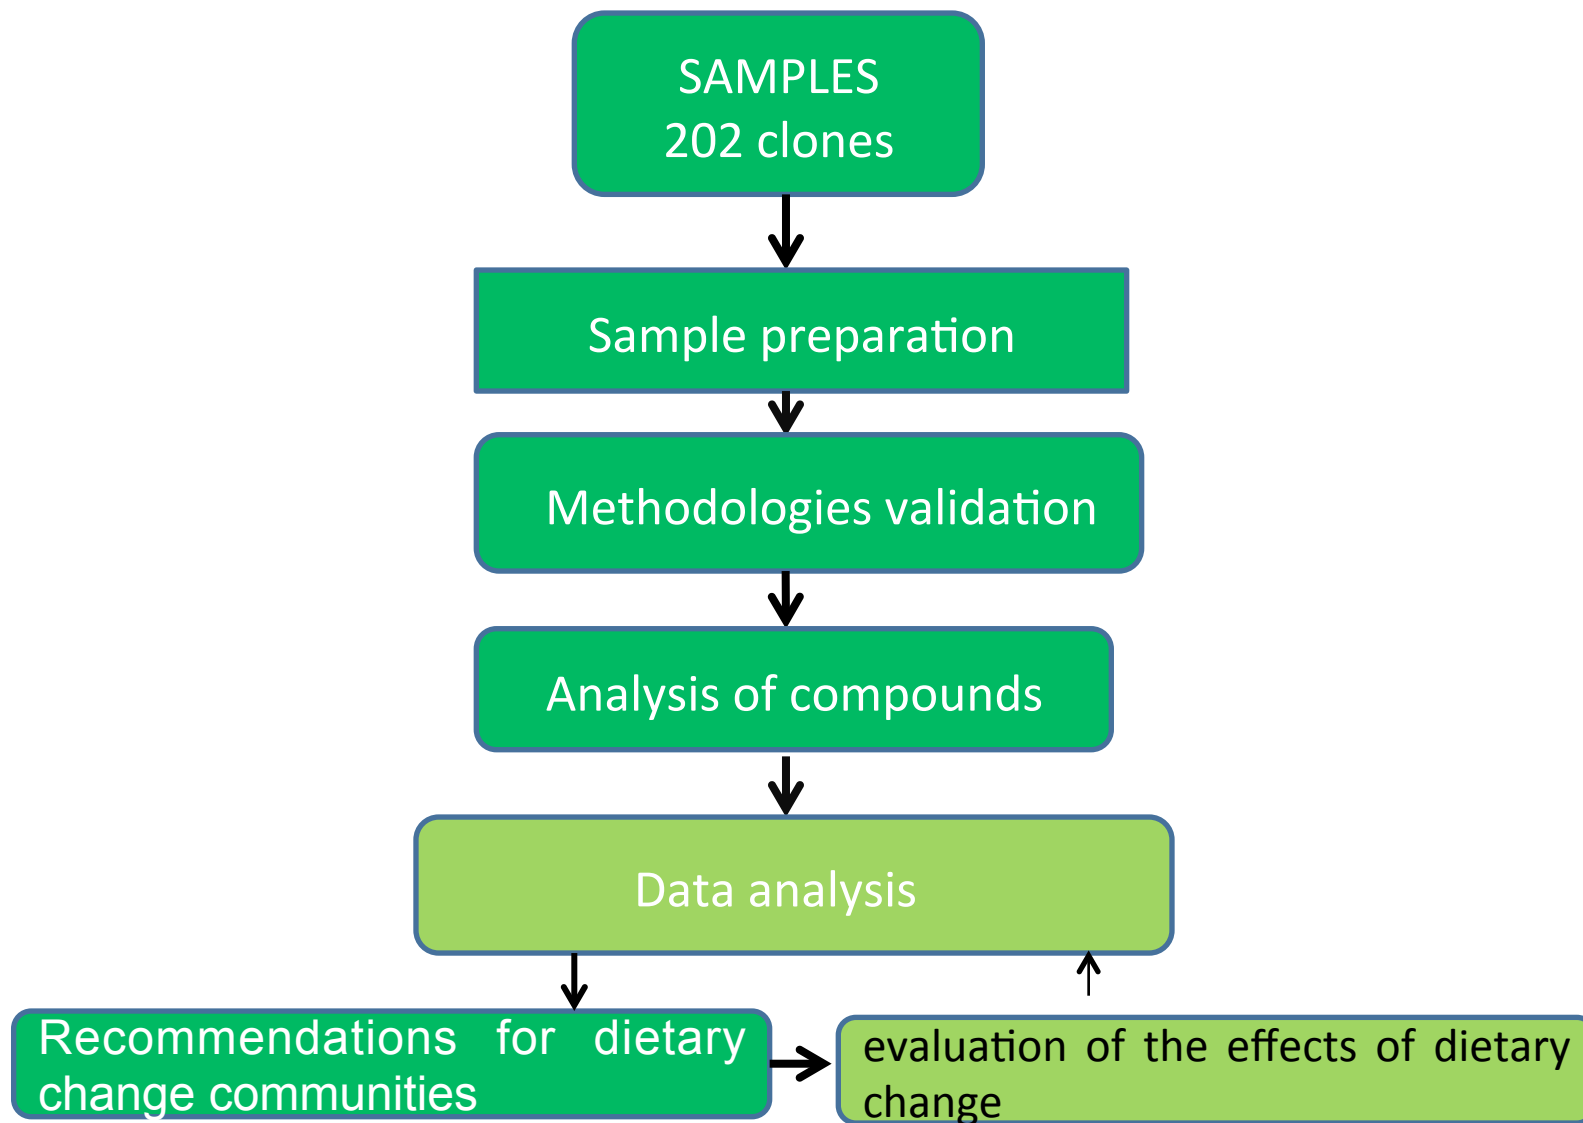 SAMPLES
202 clones
Sample preparation
Methodologies validation
Analysis of compounds
Data analysis
Recommendations for dietary
change communities
evaluation of the effects of dietary
change